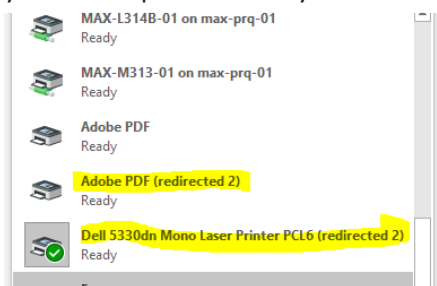 MAX-L314B-01 on max-prq-01
Ready
MAX-M313-01 on max-prq-01
Ready
Adobe PDF
Ready
Adobe PDF (redirected 2)
Ready
Dell 5330dn Mono Laser Printer PCL6 (redirected 2)
Ready